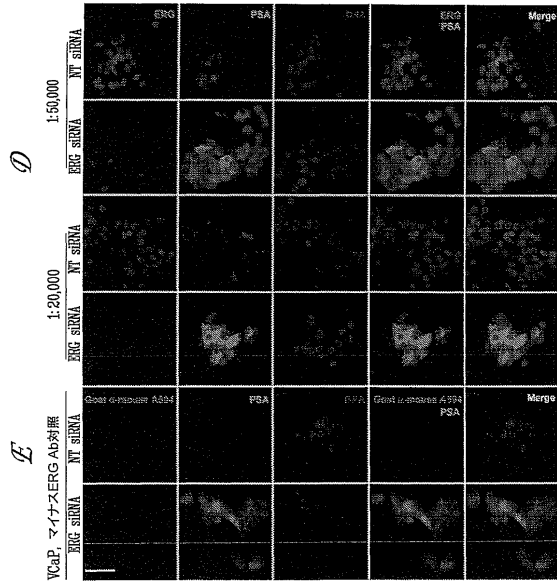 D
1:50,000
NT siRNA
ERG siRNA
1:20,000
NT siRNA
ERG siRNA
ERG
PSA
ERG
PSA
Merge
E
VCaP, マイナスERG Ab対照
NT siRNA
ERG siRNA
Goat α-mouse A594
PSA
Goat α-mouse A594
PSA
Merge